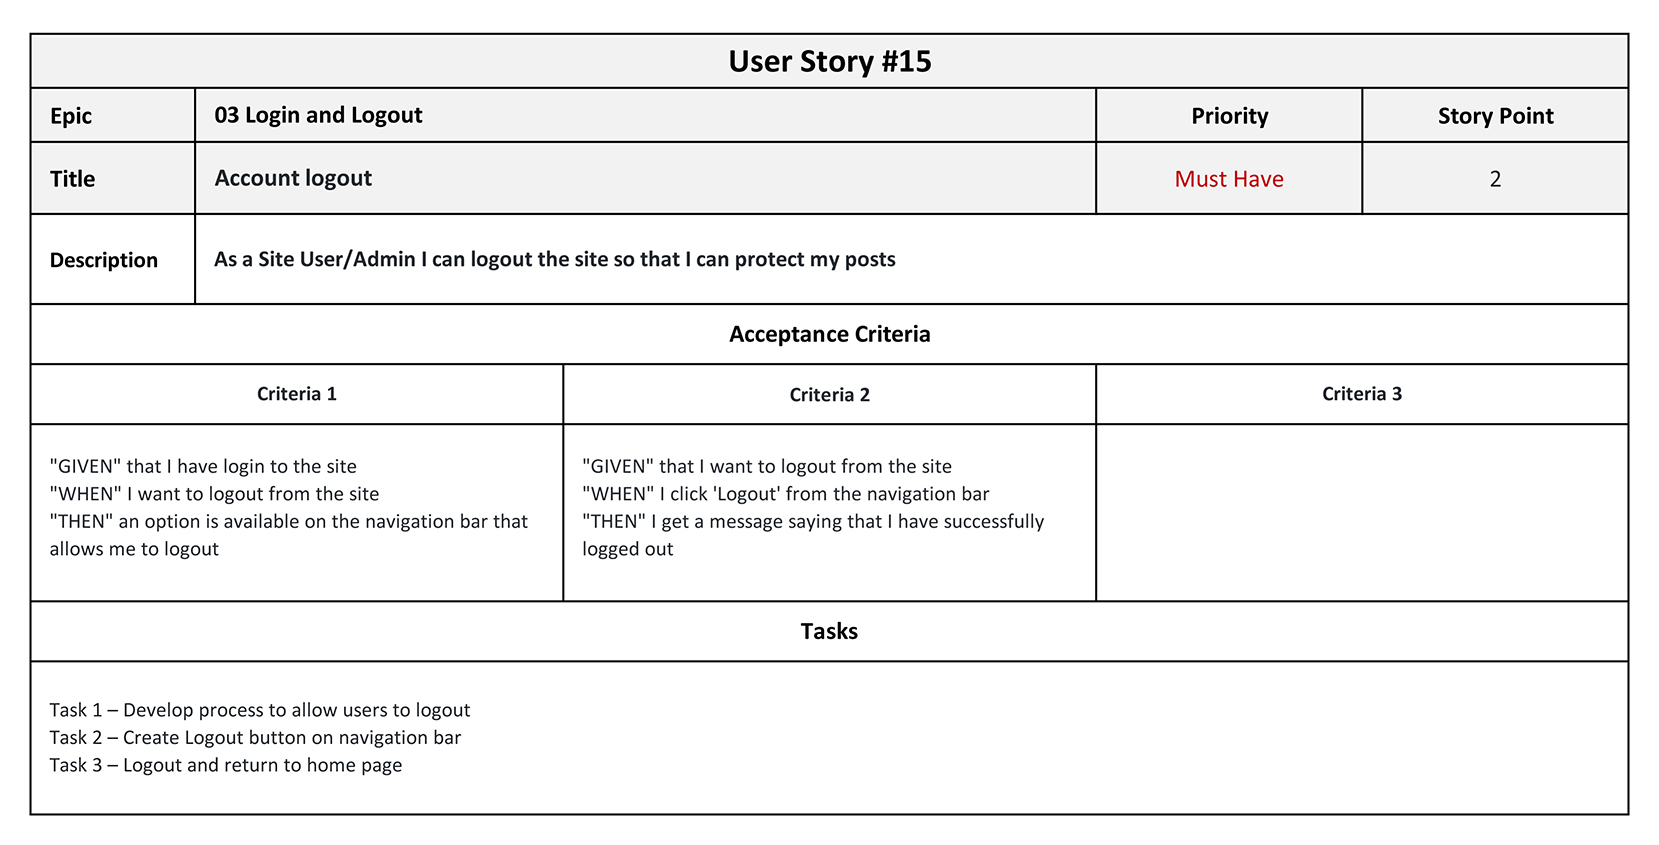 User Story #15
Epic
03 Login and Logout
Priority
Story Point
Title
Account logout
Must Have
2
Description
As a Site User/Admin I can logout the site so that I can protect my posts
Acceptance Criteria
Criteria 1
Criteria 2
Criteria 3
"GIVEN" that I have login to the site
"WHEN" I want to logout from the site
"THEN" an option is available on the navigation bar that
allows me to logout
"GIVEN" that I want to logout from the site
"WHEN" I click 'Logout' from the navigation bar
"THEN" I get a message saying that I have successfully
logged out
Tasks
Task 1 – Develop process to allow users to logout
Task 2 – Create Logout button on navigation bar
Task 3 – Logout and return to home page